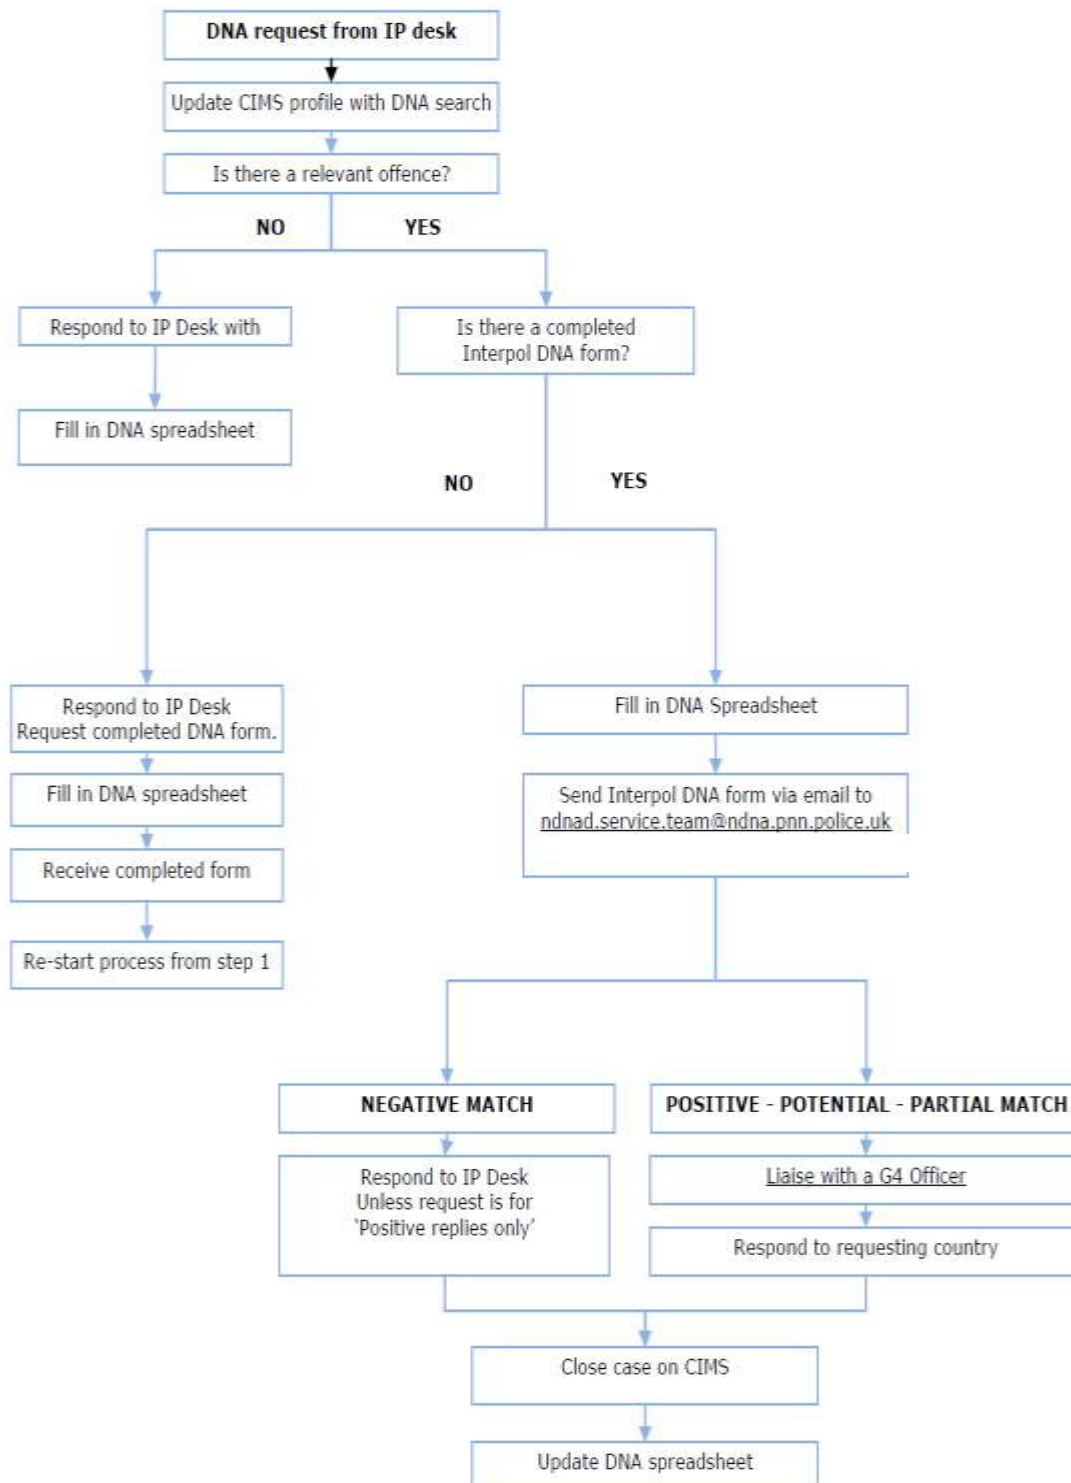 DNA request from IP desk
Update CIMS profile with DNA search
Is there a relevant offence?
NO YES
Respond to IP Desk with
Is there a completed
Interpol DNA form?
Fill in DNA spreadsheet
NO YES
Respond to IP Desk
Request completed DNA form.
Fill in DNA spreadsheet
Receive completed form
Re-start process from step 1
Fill in DNA Spreadsheet
Send Interpol DNA form via email to
ndnad.service.team@ndna.pnn.police.uk
NEGATIVE MATCH
Respond to IP Desk
Unless request is for
‘Positive replies only’
POSITIVE - POTENTIAL - PARTIAL MATCH
Liaise with a G4 Officer
Respond to requesting country
Close case on CIMS
Update DNA spreadsheet